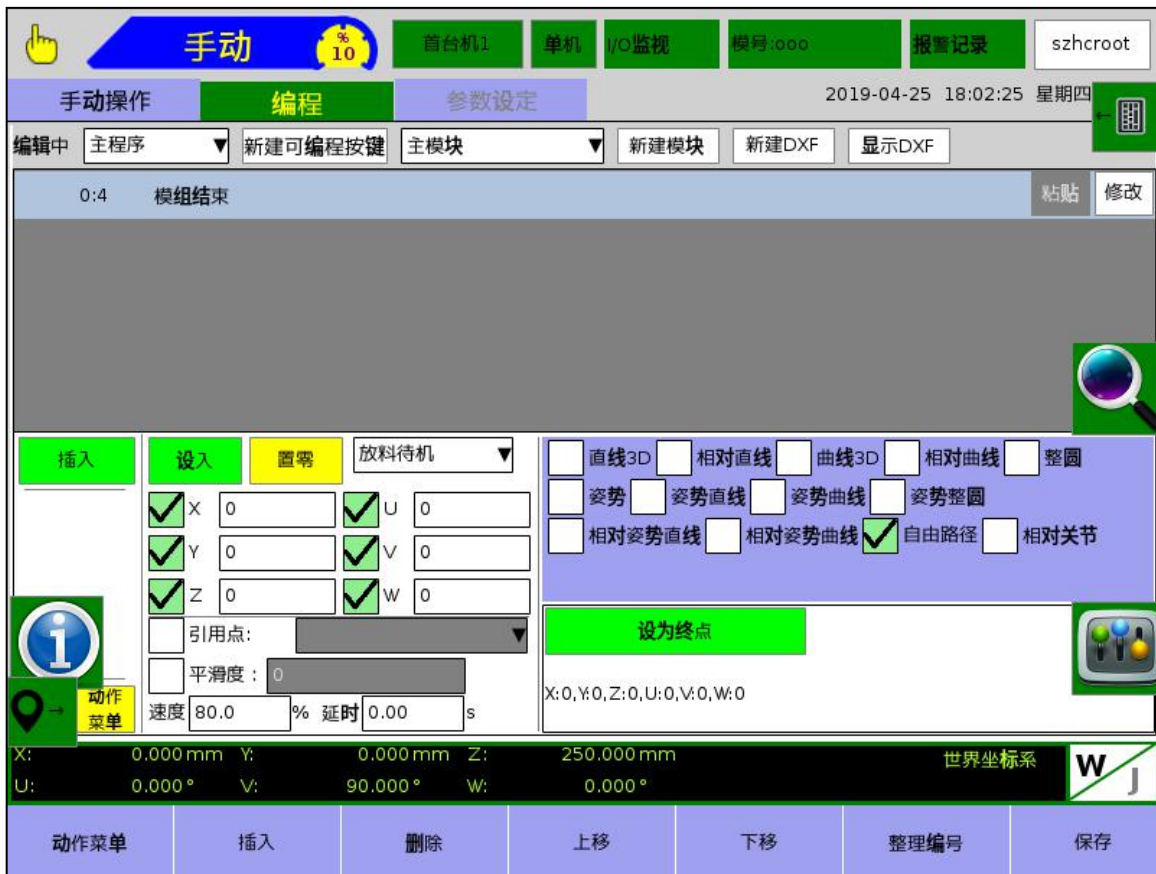 手动 % 10 首台机1 单机 I/O监视 模号:ooo 报警记录 szhcroot
手动操作 编程 参数设定 2019-04-25 18:02:25 星期四
编辑中 主程序 新建可编程按键 主模块 新建模块 新建DXF 显示DXF
0:4 模组结束 粘贴 修改
插入 设入 置零 放料待机
直线3D 相对直线 曲线3D 相对曲线 整圆
姿势 姿势直线 姿势曲线 姿势整圆
相对姿势直线 相对姿势曲线 自由路径 相对关节
X 0 U 0
Y 0 V 0
Z 0 W 0
引用点:
平滑度: 0
速度 80.0 % 延时 0.00 s
设为终点
X:0,Y:0,Z:0,U:0,V:0,W:0
动作
菜单
X: 0.000 mm Y: 0.000 mm Z: 250.000 mm 世界坐标系
U: 0.000 ° V: 90.000 ° W: 0.000 °
W J
动作菜单 插入 删除 上移 下移 整理编号 保存